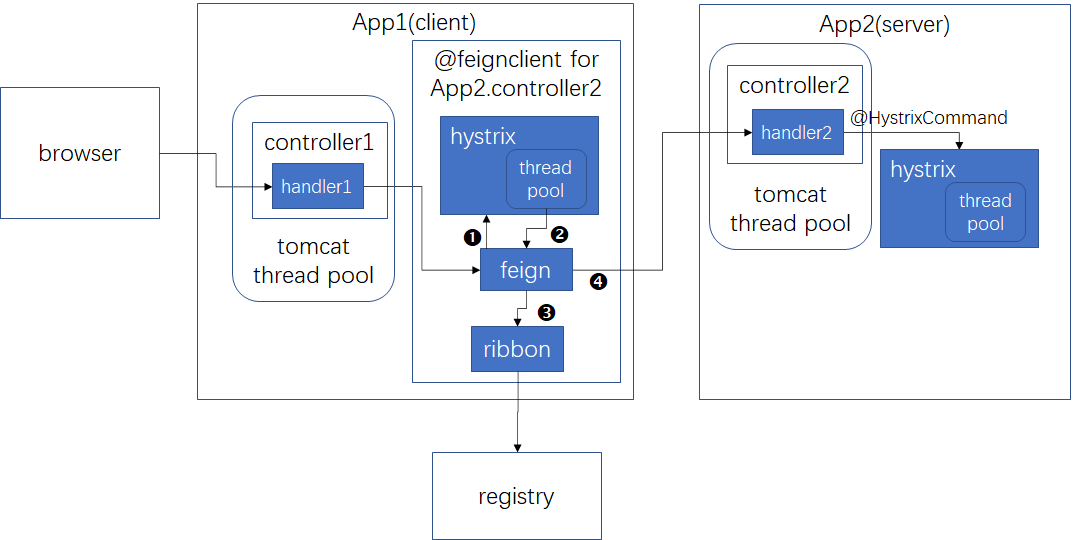 App1(client)
App2(server)
@feignclient for
App2.controller2
browser
controller1
handler1
tomcat
thread pool
hystrix
thread
pool
❶
❷
feign
❹
❸
ribbon
registry
controller2
handler2
@HystrixCommand
tomcat
thread pool
hystrix
thread
pool